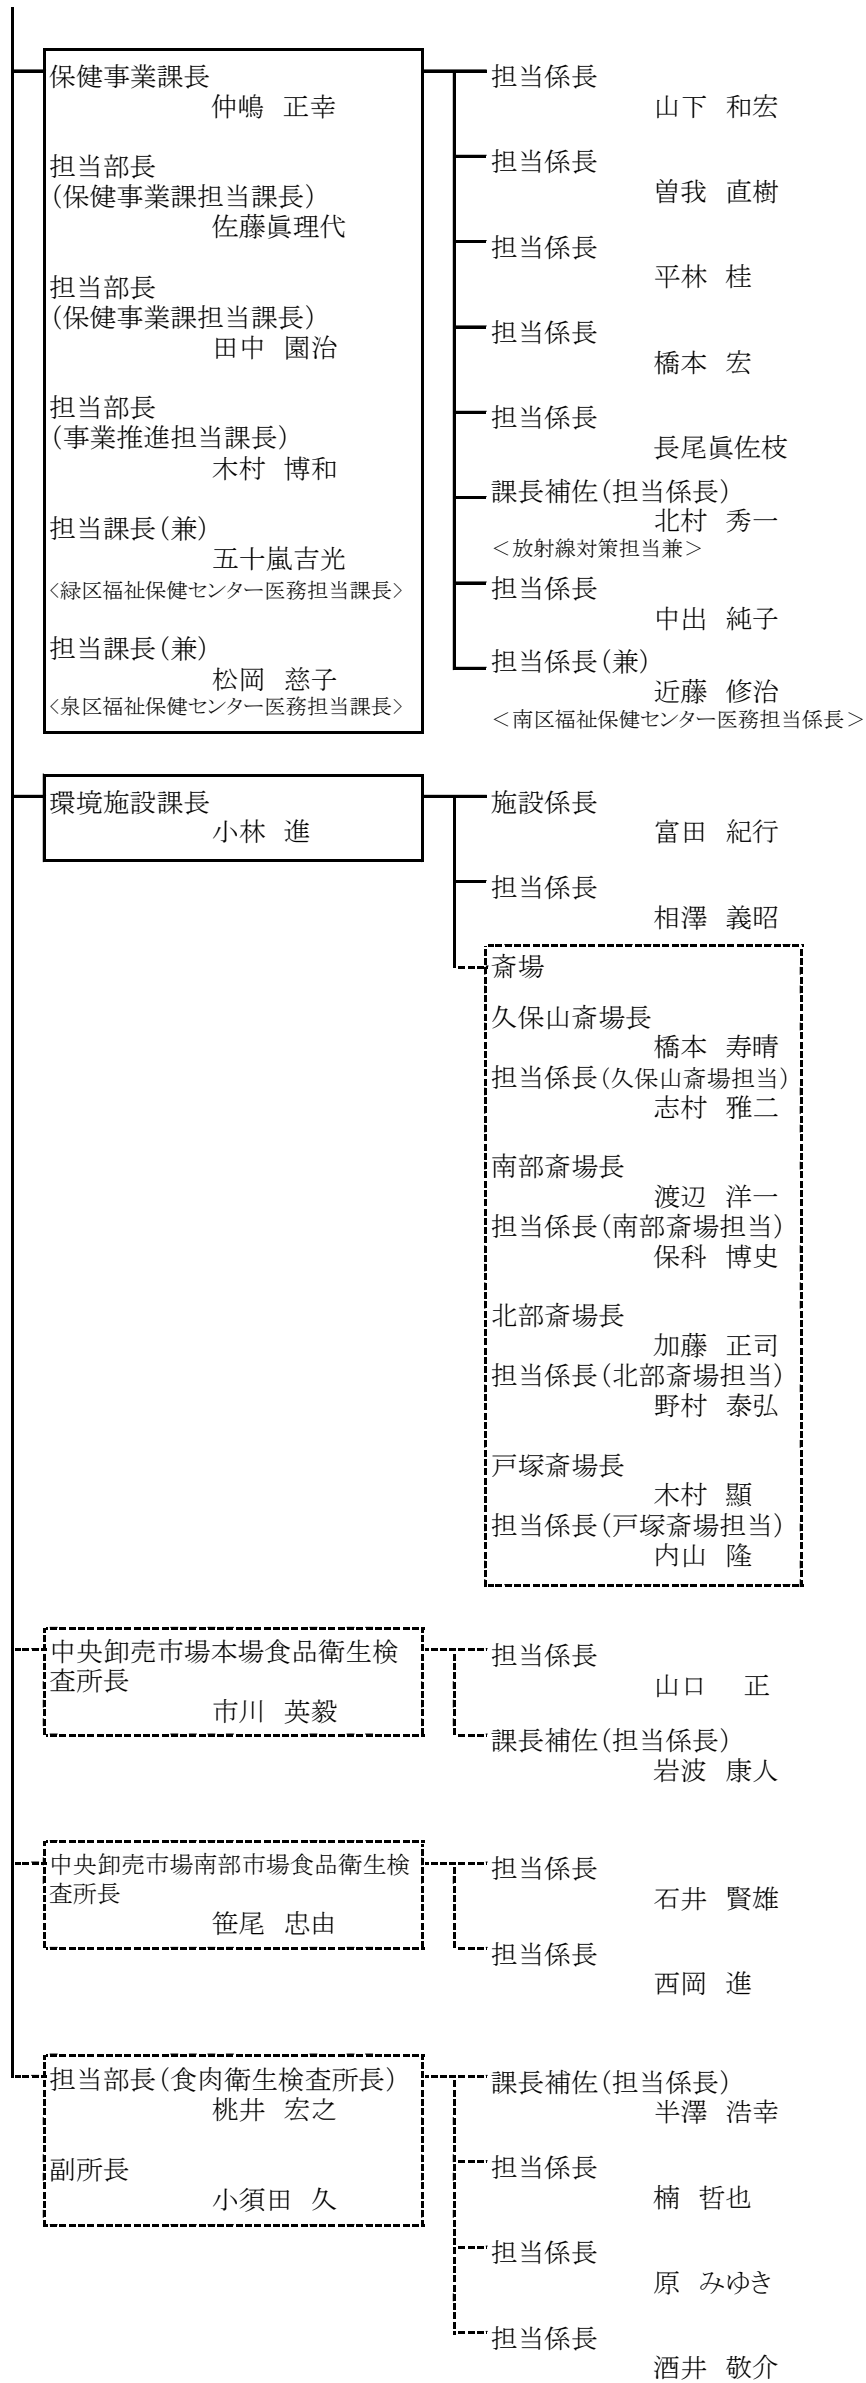 保健事業課長
仲嶋 正幸
担当部長
(保健事業課担当課長)
佐藤眞理代
担当部長
(保健事業課担当課長)
田中 園治
担当部長
(事業推進担当課長)
木村 博和
担当課長(兼)
五十嵐吉光
<緑区福祉保健センター医務担当課長>
担当課長(兼)
松岡 慈子
<泉区福祉保健センター医務担当課長>
担当係長
山下 和宏
担当係長
曽我 直樹
担当係長
平林 桂
担当係長
橋本 宏
担当係長
長尾眞佐枝
課長補佐(担当係長)
北村 秀一
<放射線対策担当兼>
担当係長
中出 純子
担当係長(兼)
近藤 修治
<南区福祉保健センター医務担当係長>
環境施設課長
小林 進
施設係長
富田 紀行
担当係長
相澤 義昭
斎場
久保山斎場長
橋本 寿晴
担当係長(久保山斎場担当)
志村 雅二
南部斎場長
渡辺 洋一
担当係長(南部斎場担当)
保科 博史
北部斎場長
加藤 正司
担当係長(北部斎場担当)
野村 泰弘
戸塚斎場長
木村 顯
担当係長(戸塚斎場担当)
内山 隆
中央卸売市場本場食品衛生検
査所長
市川 英毅
担当係長
山口 正
課長補佐(担当係長)
岩波 康人
中央卸売市場南部市場食品衛生検
査所長
笹尾 忠由
担当係長
石井 賢雄
担当係長
西岡 進
担当部長(食肉衛生検査所長)
桃井 宏之
副所長
小須田 久
課長補佐(担当係長)
半澤 浩幸
担当係長
楠 哲也
担当係長
原 みゆき
担当係長
酒井 敬介